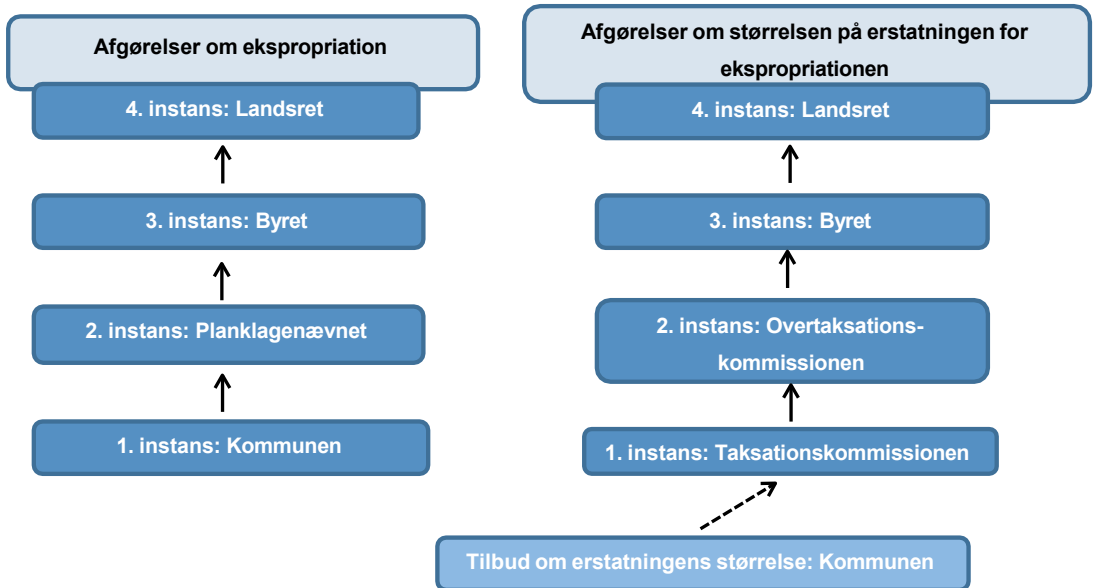 Afgørelser om ekspropriation
4. instans: Landsret
3. instans: Byret
2. instans: Planklagenævnet
1. instans: Kommunen
Afgørelser om størrelsen på erstatningen for
ekspropriationen
4. instans: Landsret
3. instans: Byret
2. instans: Overtaksations-
kommissionen
1. instans: Taksationskommissionen
Tilbud om erstatningens størrelse: Kommunen